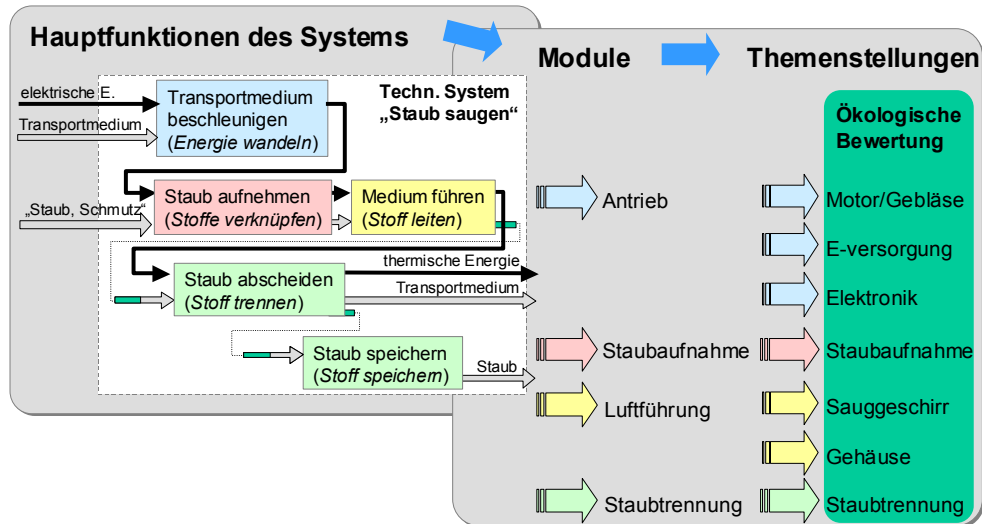 Hauptfunktionen des Systems
Module
Themenstellungen
elektrische E.
Transportmedium
beschleunigen
(Energie wandeln)
Techn. System
„Staub saugen“
Transportmedium
Ökologische
Bewertung
„Staub, Schmutz“
Staub aufnehmen
(Stoffe verknüpfen)
Medium führen
(Stoff leiten)
Antrieb
Motor/Gebläse
E-versorgung
thermische Energie
Staub abscheiden
(Stoff trennen)
Transportmedium
Elektronik
Staub speichern
(Stoff speichern)
Staub
Staubaufnahme
Staubaufnahme
Luftführung
Sauggeschirr
Gehäuse
Staubtrennung
Staubtrennung